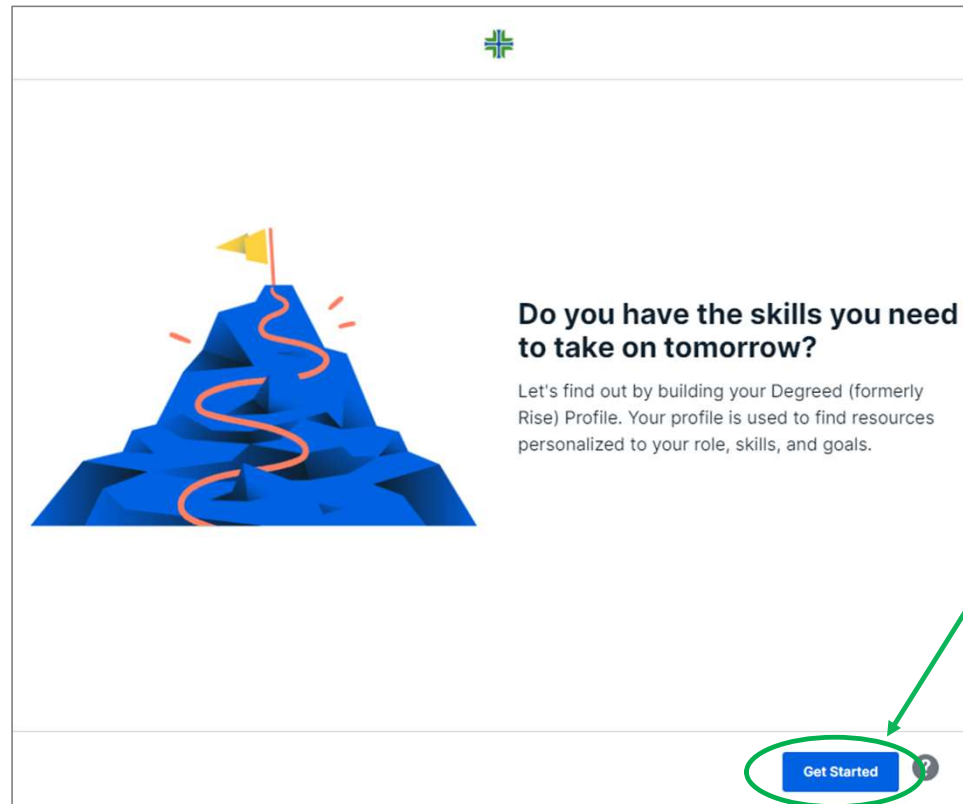 Do you have the skills you need
to take on tomorrow?
Let's find out by building your Degreed (formerly
Rise) Profile. Your profile is used to find resources
personalized to your role, skills, and goals.
Get Started
?